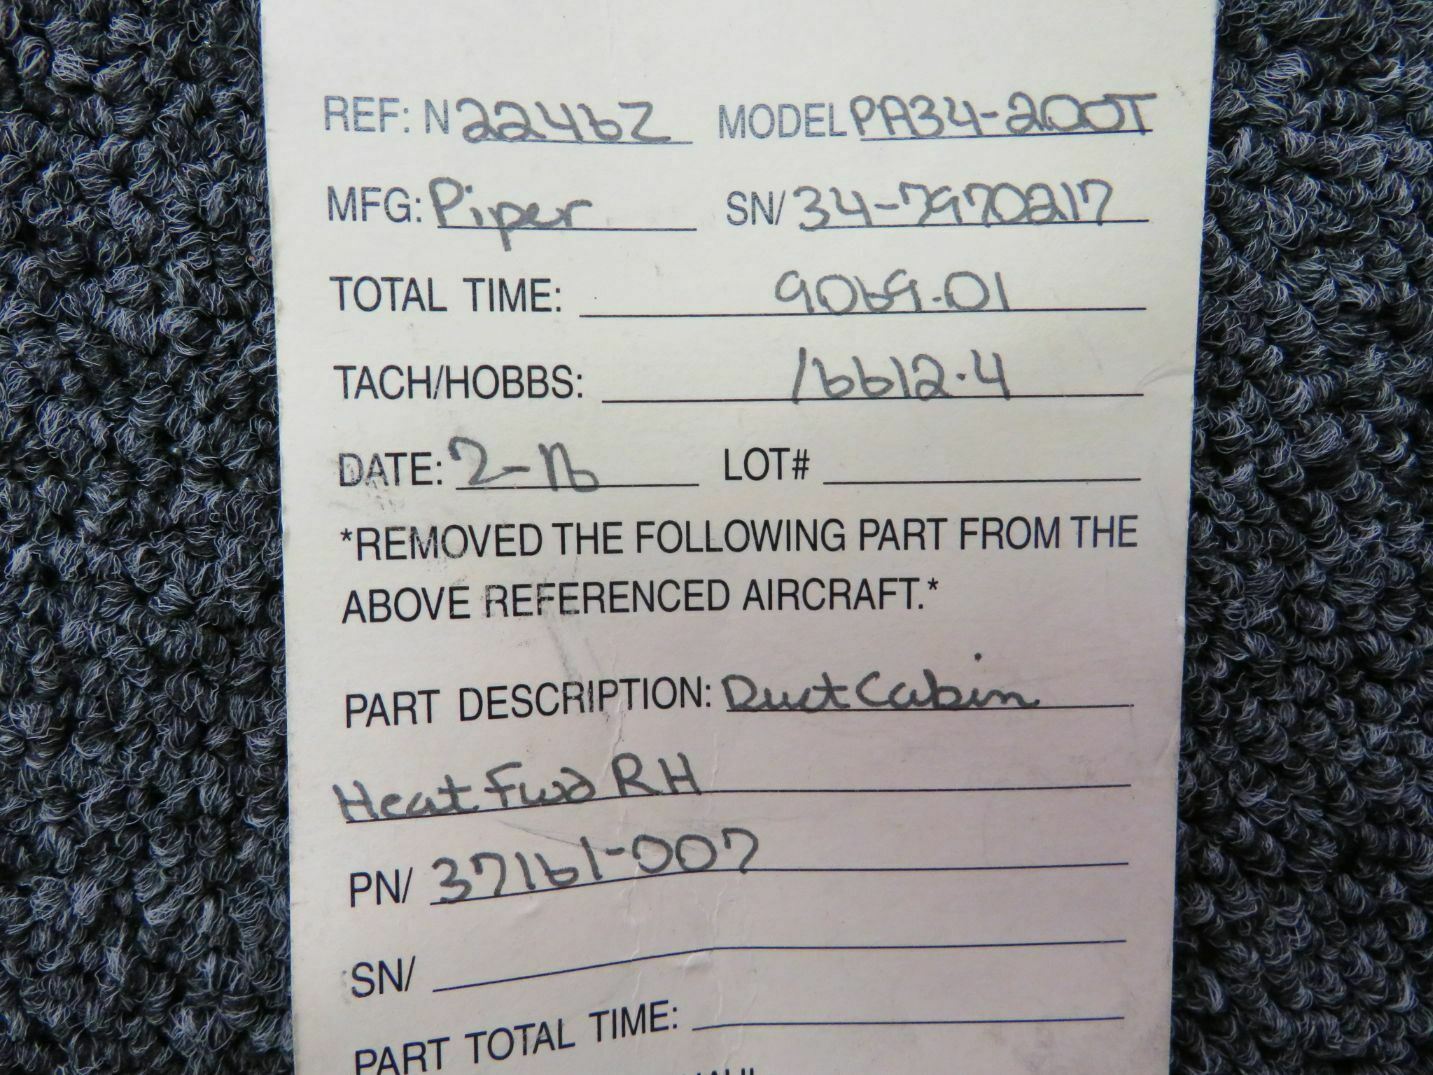 REF: N22462 MODEL PA34-200T
MFG: Piper SN/ 34-7970217
TOTAL TIME: 9069.01
TACH/HOBBS: 16612.4
DATE: 2-16 LOT#
*REMOVED THE FOLLOWING PART FROM THE
ABOVE REFERENCED AIRCRAFT.*
PART DESCRIPTION: Duct Cabin
Heat Fwd RH
PN/ 37161-007
SN/
PART TOTAL TIME: